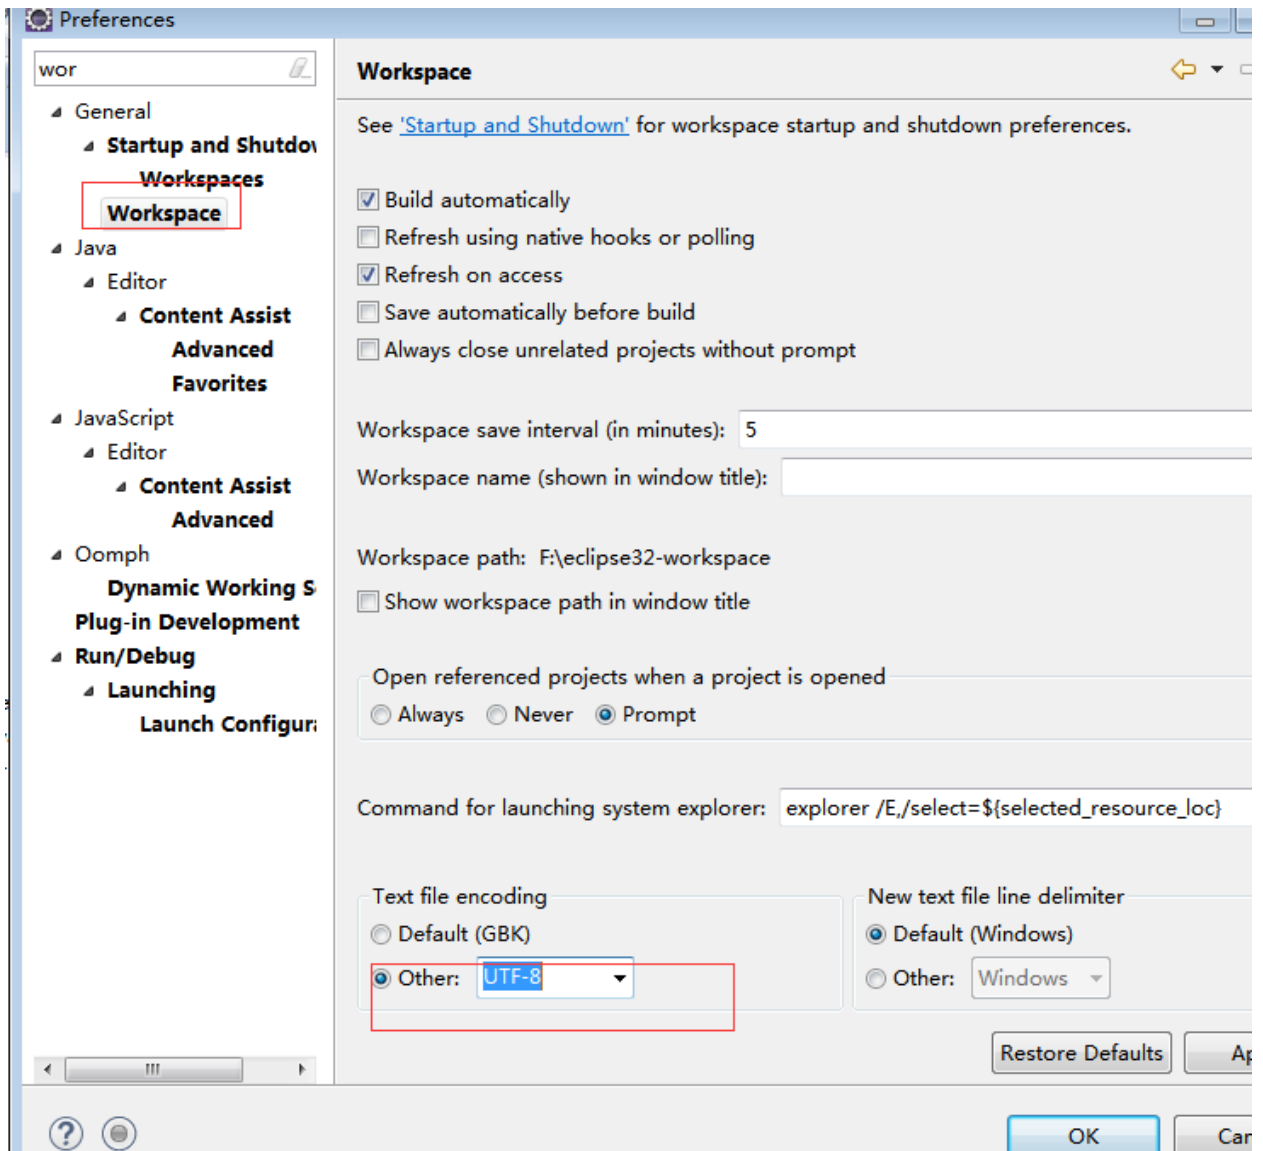 Preferences
wor
General
Startup and Shutdov
Workspaces
Workspace
Java
Editor
Content Assist
Advanced
Favorites
JavaScript
Editor
Content Assist
Advanced
Oomph
Dynamic Working S
Plug-in Development
Run/Debug
Launching
Launch Configura
Workspace
See 'Startup and Shutdown' for workspace startup and shutdown preferences.
Build automatically
Refresh using native hooks or polling
Refresh on access
Save automatically before build
Always close unrelated projects without prompt
Workspace save interval (in minutes): 5
Workspace name (shown in window title):
Workspace path: F:\eclipse32-workspace
Show workspace path in window title
Open referenced projects when a project is opened
Always Never Prompt
Command for launching system explorer: explorer /E,/select=${selected_resource_loc}
Text file encoding
Default (GBK)
Other: UTF-8
New text file line delimiter
Default (Windows)
Other: Windows
Restore Defaults Ap
OK Can